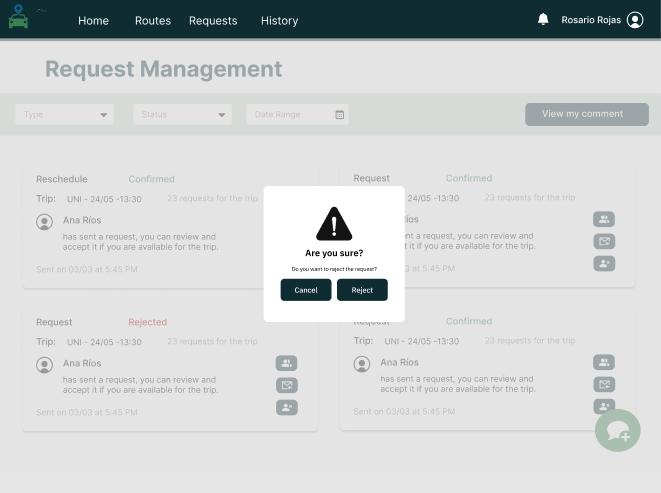 Home Routes Requests History Rosario Rojas
Request Management
Type Status Date Range View my comment
Reschedule Confirmed
Trip: UNI - 24/05 -13:30 23 requests for the trip
Ana Ríos
has sent a request, you can review and
accept it if you are available for the trip.
Sent on 03/03 at 5:45 PM
Request Confirmed
24/05 -13:30 23 requests for the trip
íos
nt a request, you can review and
it if you are available for the trip.
3 at 5:45 PM
Are you sure?
Do you want to reject the request?
Cancel Reject
Request Rejected
Trip: UNI - 24/05 -13:30 23 requests for the trip
Ana Ríos
has sent a request, you can review and
accept it if you are available for the trip.
Sent on 03/03 at 5:45 PM
Request Confirmed
Trip: UNI - 24/05 -13:30 23 requests for the trip
Ana Ríos
has sent a request, you can review and
accept it if you are available for the trip.
Sent on 03/03 at 5:45 PM